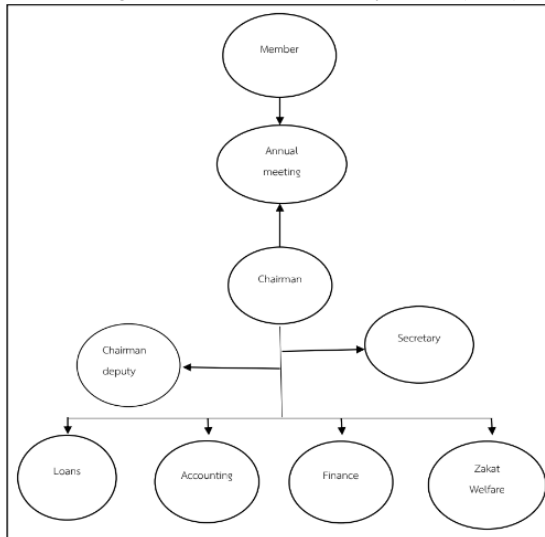 Member
Annual
meeting
Chairman
Secretary
Chairman
deputy
Loans
Accounting
Finance
Zakat
Welfare